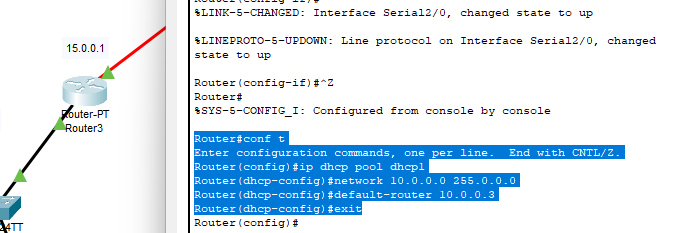 15.0.0.1
Router-PT
Router3
24TT
%LINK-5-CHANGED: Interface Serial2/0, changed state to up
%LINEPROTO-5-UPDOWN: Line protocol on Interface Serial2/0, changed
state to up
Router(config-if)#^Z
Router#
%SYS-5-CONFIG_I: Configured from console by console
Router#conf t
Enter configuration commands, one per line.  End with CNTL/Z.
Router(config)#ip dhcp pool dhcp1
Router(dhcp-config)#network 10.0.0.0 255.0.0.0
Router(dhcp-config)#default-router 10.0.0.3
Router(dhcp-config)#exit
Router(config)#